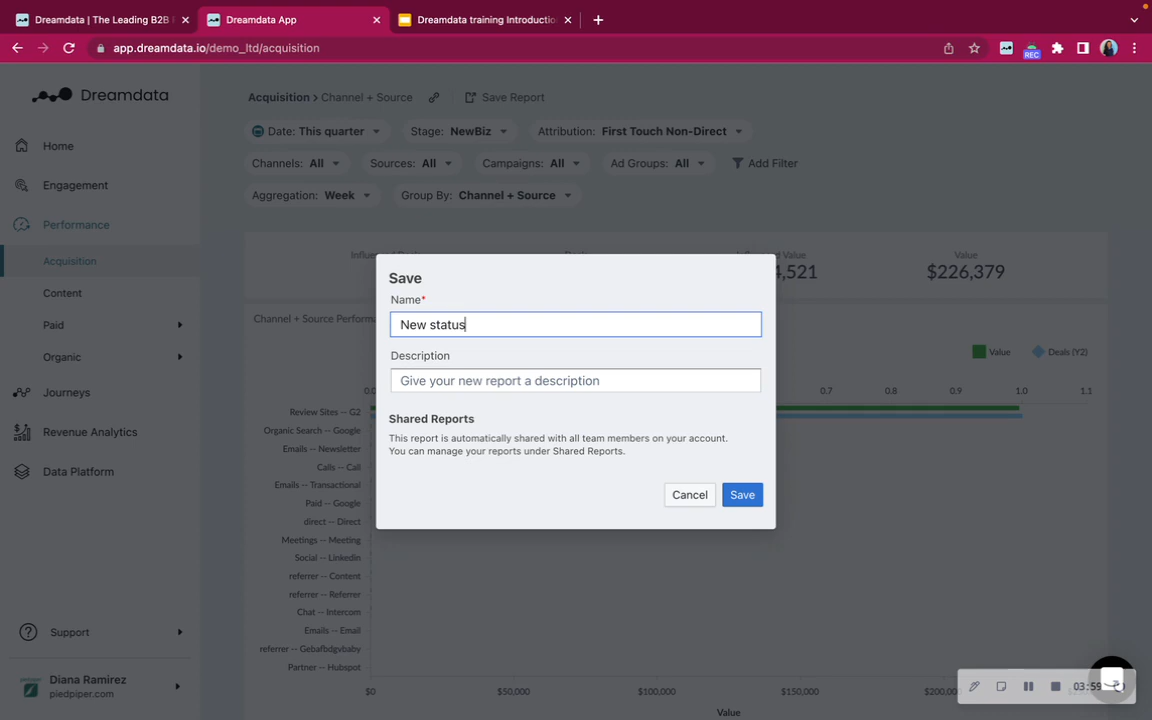 Dreamdata | The Leading B2B
Dreamdata App
Dreamdata training Introductio
app.dreamdata.io/demo_ltd/acquisition
REC
Dreamdata
Home
Engagement
Performance
Acquisition
Content
Paid
Organic
Journeys
Revenue Analytics
Data Platform
Support
Diana Ramirez
piedpiper.com
Acquisition > Channel + Source
Save Report
Date: This quarter
Stage: NewBiz
Attribution: First Touch Non-Direct
Channels: All
Sources: All
Campaigns: All
Ad Groups: All
Add Filter
Aggregation: Week
Group By: Channel + Source
Value
4,521
$226,379
Channel + Source Performa
Value
Deals (Y2)
0.7 0.8 0.9 1.0 1.1
Review Sites -- G2
Organic Search -- Google
Emails -- Newsletter
Calls -- Call
Emails -- Transactional
Paid -- Google
direct -- Direct
Meetings -- Meeting
Social -- LinkedIn
referrer -- Content
referrer -- Referrer
Chat -- Intercom
Emails -- Email
referrer -- Gebafbdgvbaby
Partner -- Hubspot
$0 $50,000 $100,000 $150,000 $200,000
Value
Save
Name*
New status
Description
Give your new report a description
Shared Reports
This report is automatically shared with all team members on your account.
You can manage your reports under Shared Reports.
Cancel
Save
03:59